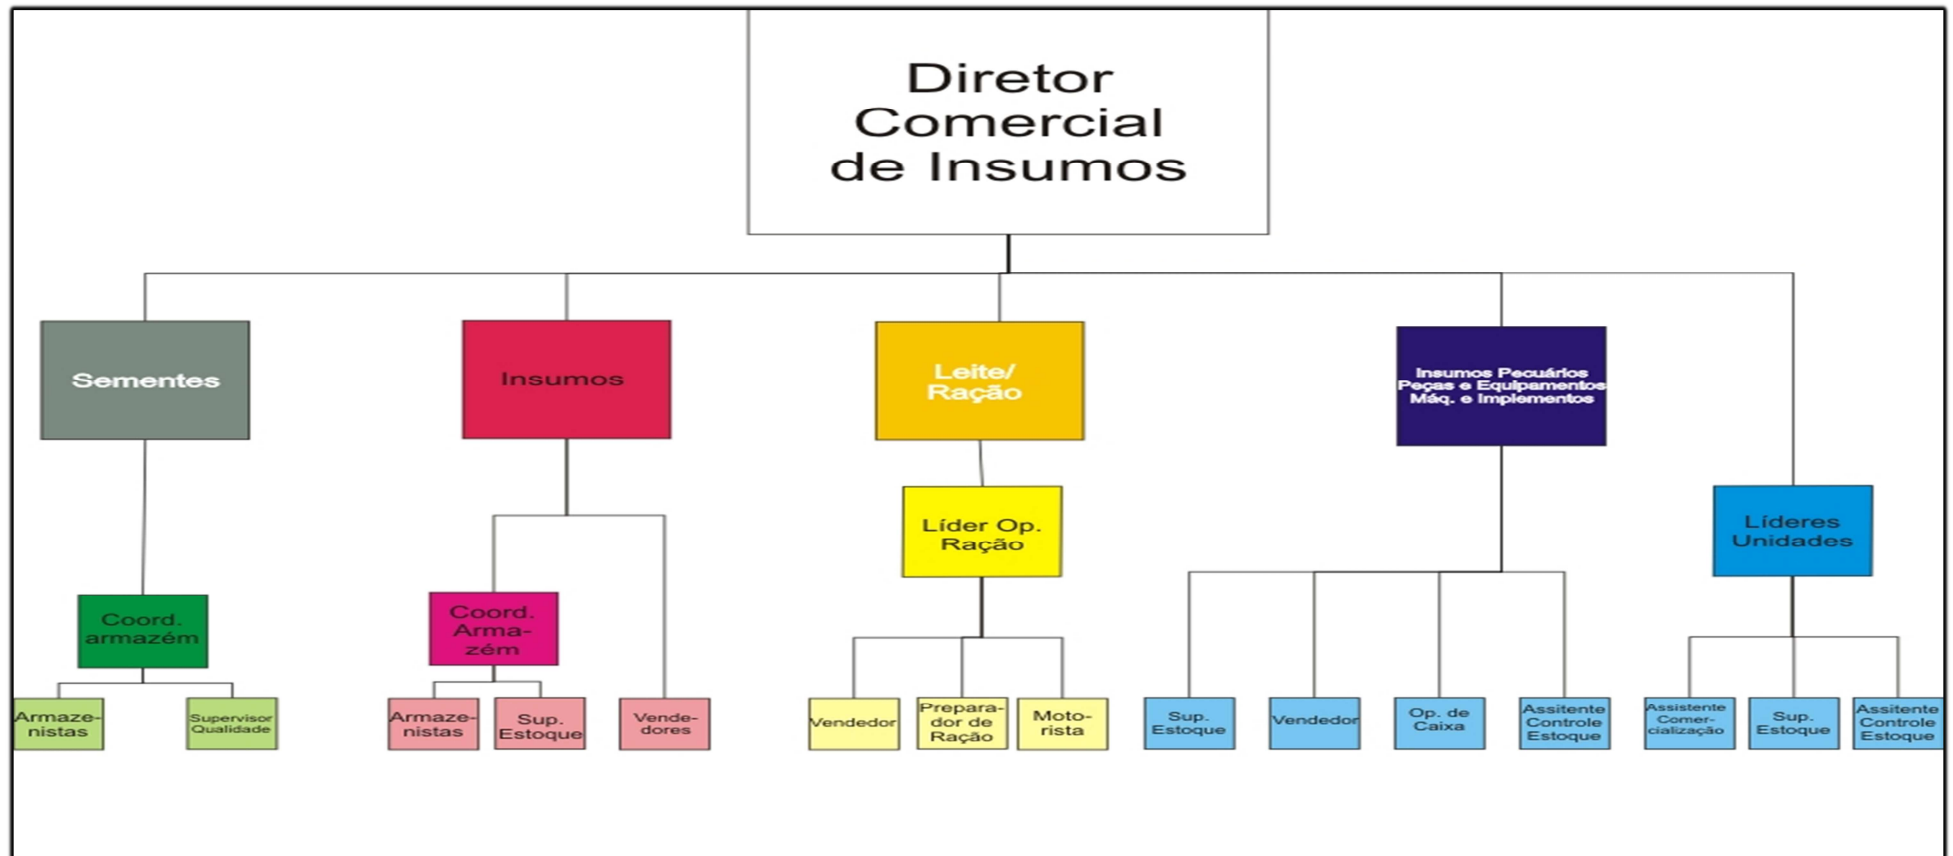 Diretor
Comercial
de Insumos
Sementes
Insumos
Leite/
Ração
Insumos Pecuários
Peças e Equipamentos
Máq. e Implementos
Líder Op.
Ração
Líderes
Unidades
Coord.
armazém
Coord.
Arma-
zém
Armaze-
nistas
Supervisor
Qualidade
Armaze-
nistas
Sup.
Estoque
Vende-
dores
Vendedor
Prepara-
dor de
Ração
Moto-
rista
Sup.
Estoque
Vendedor
Op. de
Caixa
Assitente
Controle
Estoque
Assistente
Comer-
cialização
Sup.
Estoque
Assitente
Controle
Estoque